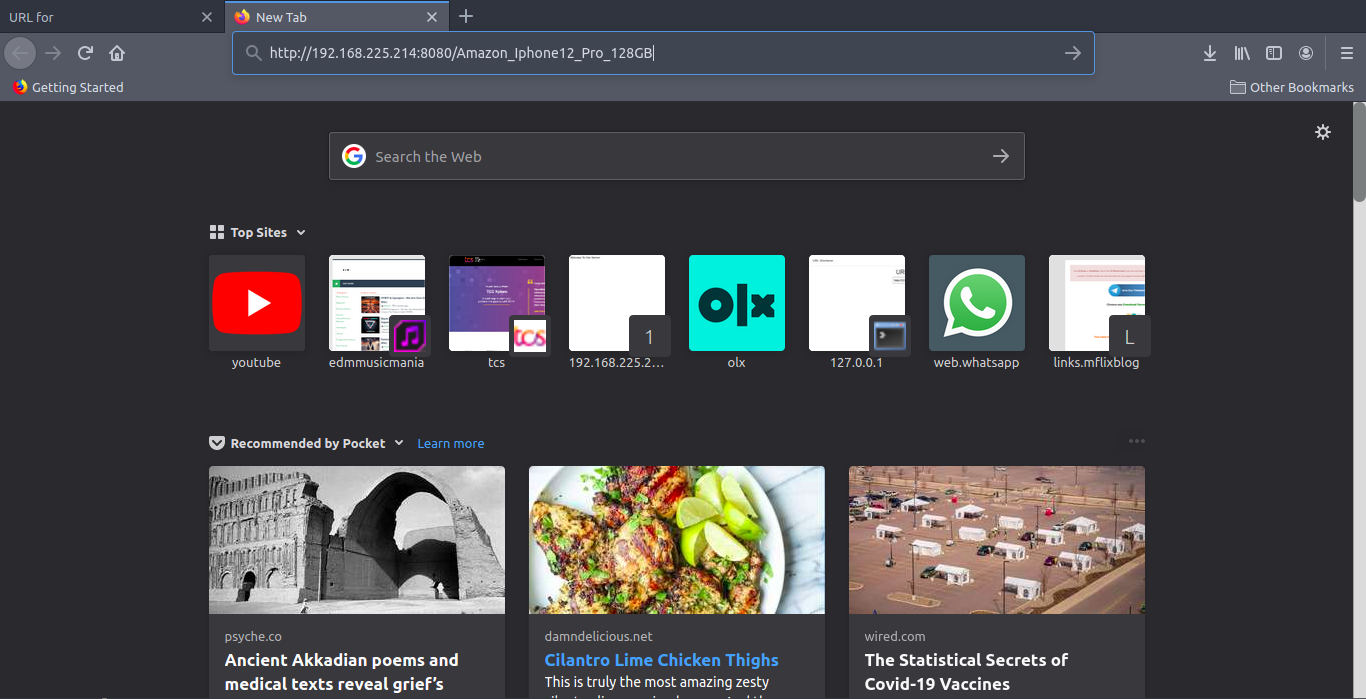 URL for
New Tab
http://192.168.225.214:8080/Amazon_Iphone12_Pro_128GB
Getting Started
Other Bookmarks
Search the Web
Top Sites
tcs
1
olx
tcs
L
youtube
edmmusicmania
tcs
192.168.225.2...
olx
127.0.0.1
web.whatsapp
links.mflixblog
Recommended by Pocket
Learn more
psyche.co
damndelicious.net
wired.com
Ancient Akkadian poems and
medical texts reveal grief’s
Cilantro Lime Chicken Thighs
This is truly the most amazing zesty
The Statistical Secrets of
Covid-19 Vaccines